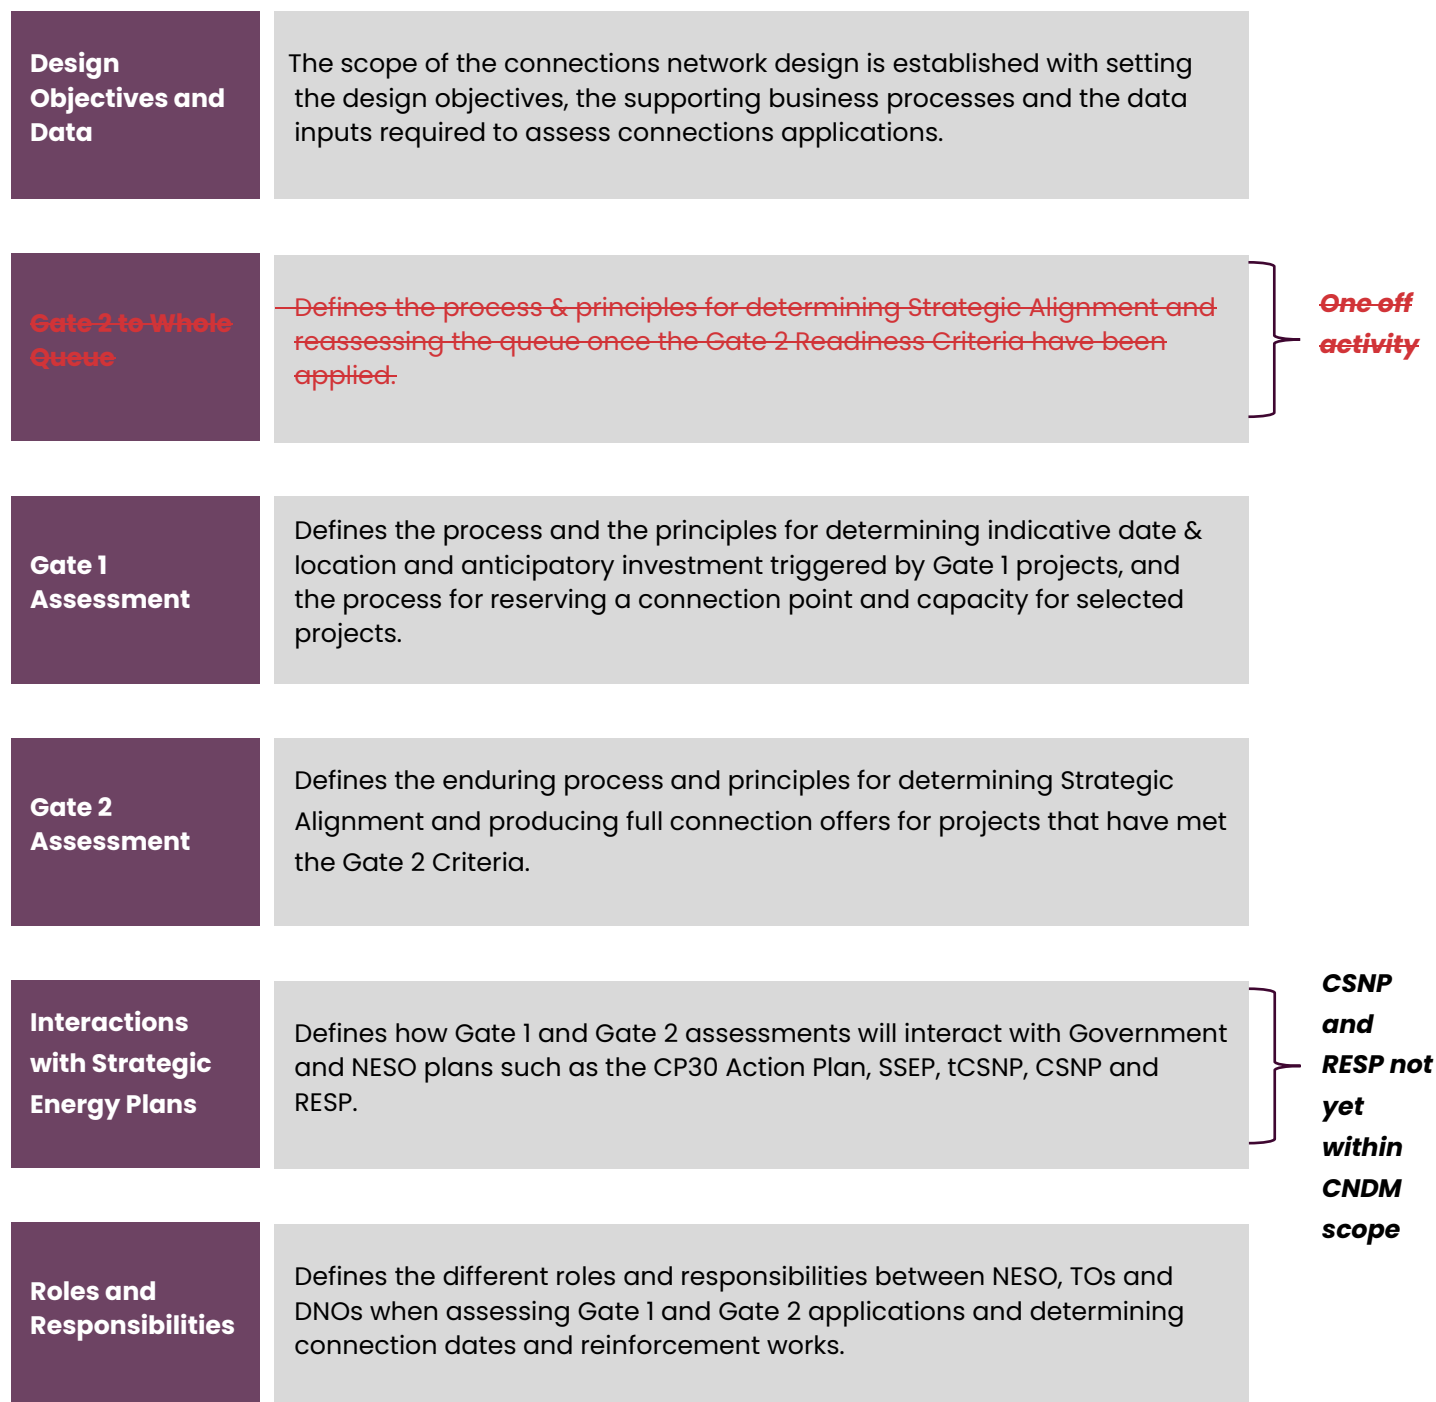 Design
Objectives and
Data
The scope of the connections network design is established with setting
the design objectives, the supporting business processes and the data
inputs required to assess connections applications.
Gate 2 to Whole
Queue
Defines the process & principles for determining Strategic Alignment and
reassessing the queue once the Gate 2 Readiness Criteria have been
applied.
One off
activity
Gate 1
Assessment
Defines the process and the principles for determining indicative date &
location and anticipatory investment triggered by Gate 1 projects, and
the process for reserving a connection point and capacity for selected
projects.
Gate 2
Assessment
Defines the enduring process and principles for determining Strategic
Alignment and producing full connection offers for projects that have met
the Gate 2 Criteria.
Interactions
with Strategic
Energy Plans
Defines how Gate 1 and Gate 2 assessments will interact with Government
and NESO plans such as the CP30 Action Plan, SSEP, tCSNP, CSNP and
RESP.
CSNP
and
RESP not
yet
within
CNDM
scope
Roles and
Responsibilities
Defines the different roles and responsibilities between NESO, TOs and
DNOs when assessing Gate 1 and Gate 2 applications and determining
connection dates and reinforcement works.